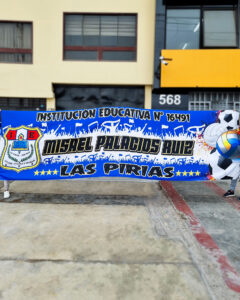 568
INSTITUCION EDUCATIVA N° 16491
MISAEL PALACIOS RUIZ
LAS PIRIAS